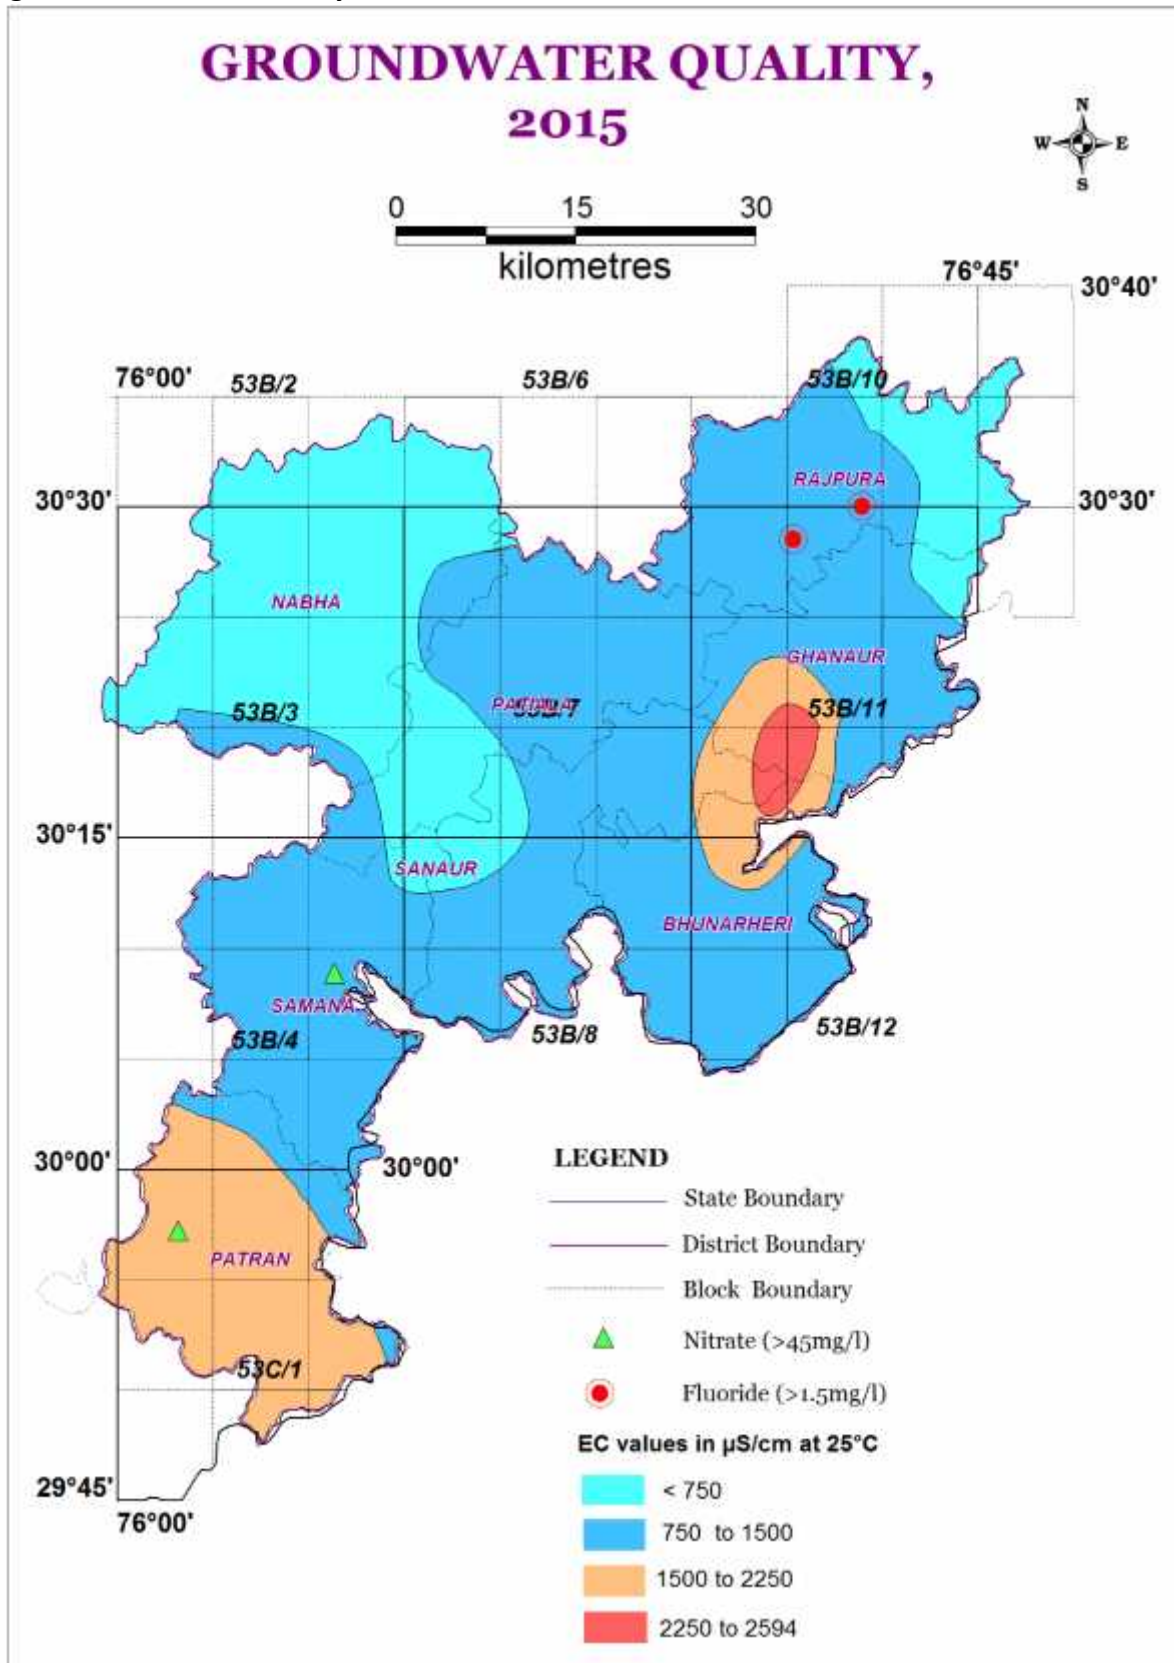 GROUNDWATER QUALITY,
2015
N
W E
S
0 15 30
kilometres
76°45'
30°40'
76°00'
53B/2 53B/6 53B/10
RAJPURA
30°30' 30°30'
NABHA
GHANAUR
PATIALA
53B/3 53B/7 53B/11
30°15'
SANAUR
BHUNARHERI
SAMANA
53B/4 53B/8 53B/12
30°00' 30°00'
PATRAN
53C/1
29°45'
76°00'
LEGEND
State Boundary
District Boundary
Block Boundary
Nitrate (>45mg/l)
Fluoride (>1.5mg/l)
EC values in µS/cm at 25°C
< 750
750 to 1500
1500 to 2250
2250 to 2594